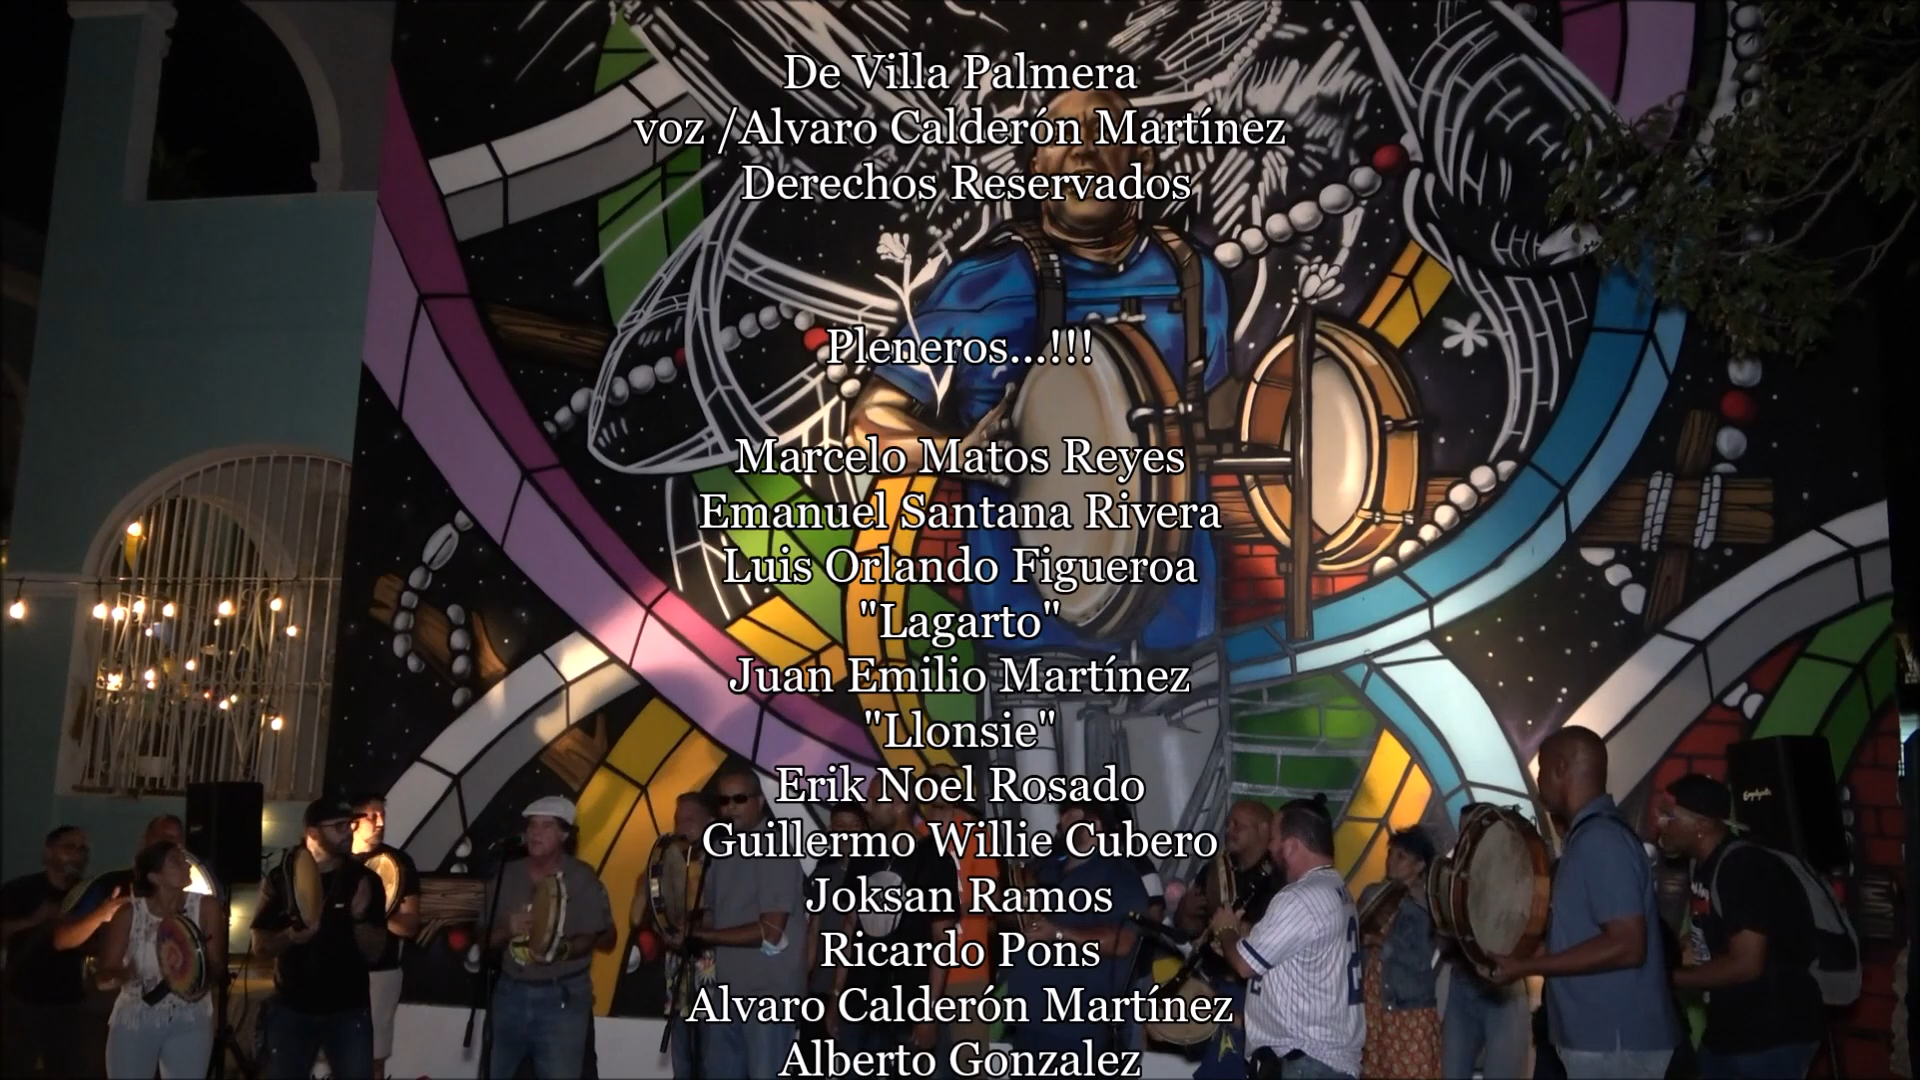 De Villa Palmera
voz /Alvaro Calderón Martínez
Derechos Reservados
Pleneros...!!!
Marcelo Matos Reyes
Emanuel Santana Rivera
Luis Orlando Figueroa
"Lagarto"
Juan Emilio Martínez
"Llonsie"
Erik Noel Rosado
Guillermo Willie Cubero
Joksan Ramos
Ricardo Pons
Alvaro Calderón Martínez
Alberto Gonzalez